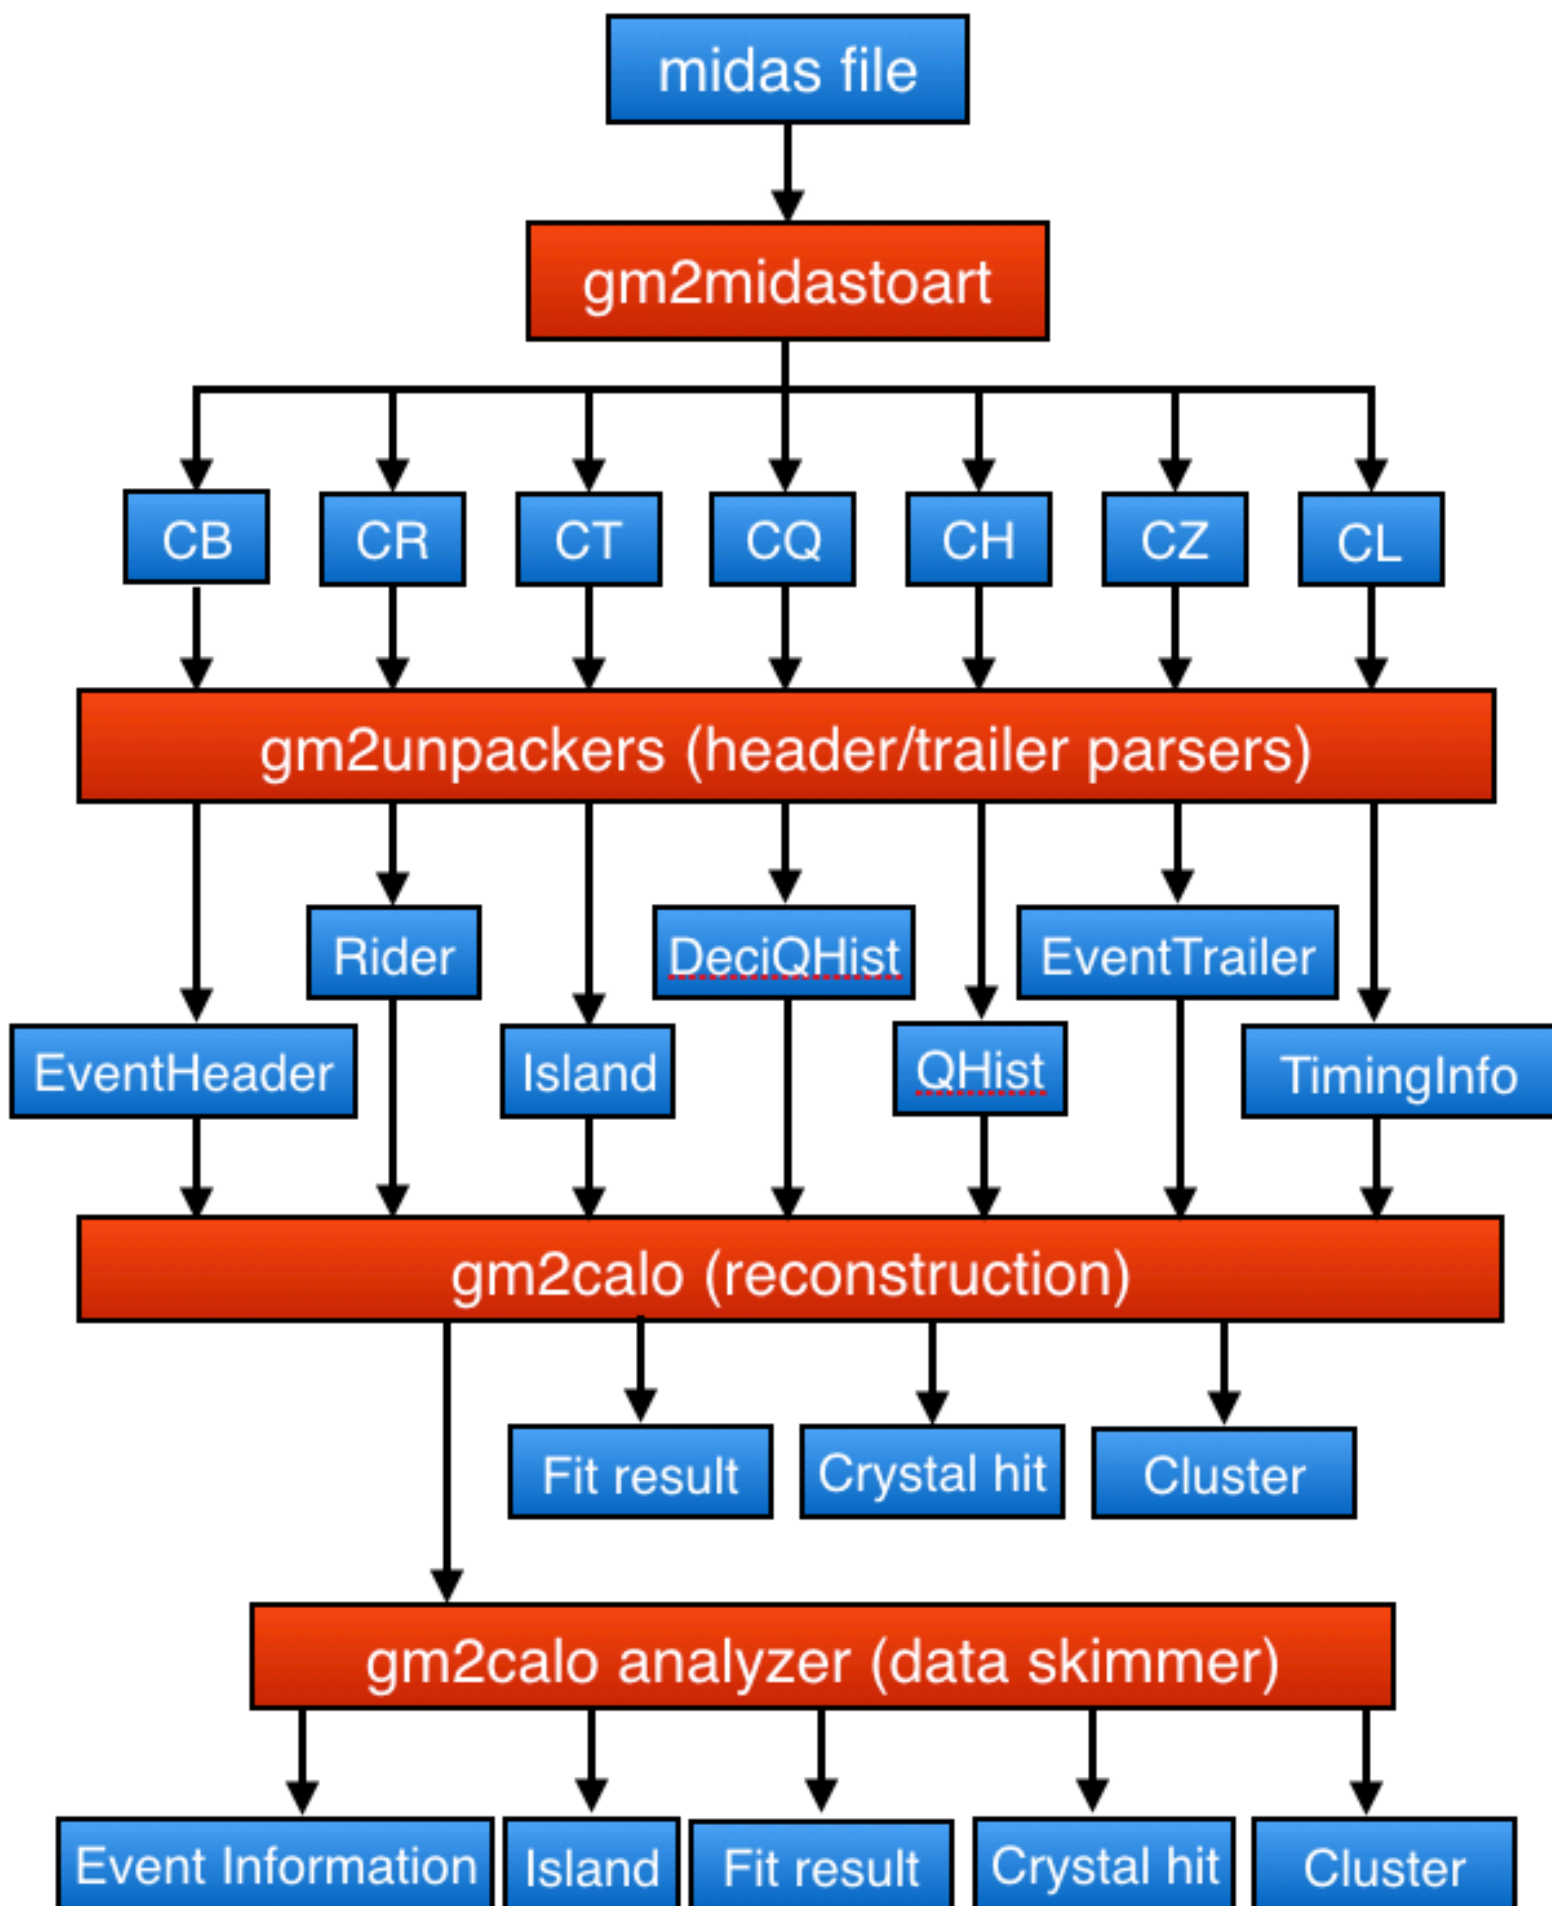 midas file
gm2midastoart
CB CR CT CQ CH CZ CL
gm2unpackers (header/trailer parsers)
Rider DeciQHist EventTrailer
EventHeader Island QHist TimingInfo
gm2calo (reconstruction)
Fit result Crystal hit Cluster
gm2calo analyzer (data skimmer)
Event Information Island Fit result Crystal hit Cluster